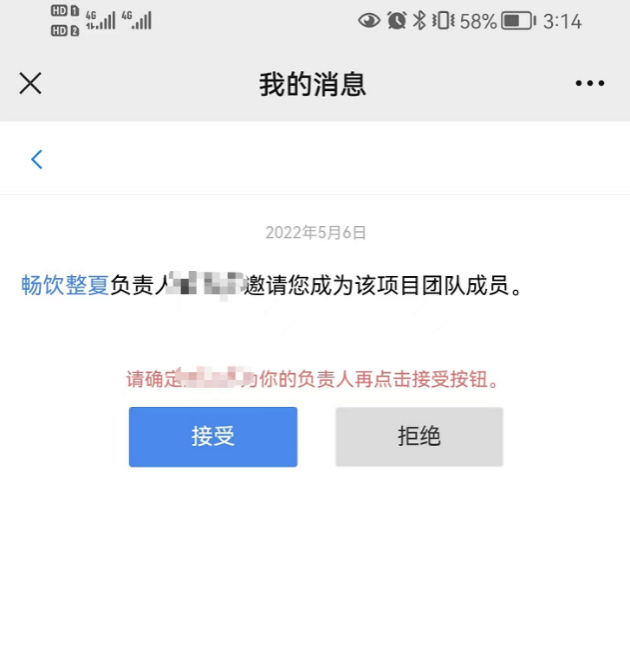 HD 1 4G 4G 58% 3:14
HD 2
我的消息
2022年5月6日
畅饮整夏负责人邀请您成为该项目团队成员。
请确定为你的负责人再点击接受按钮。
接受 拒绝